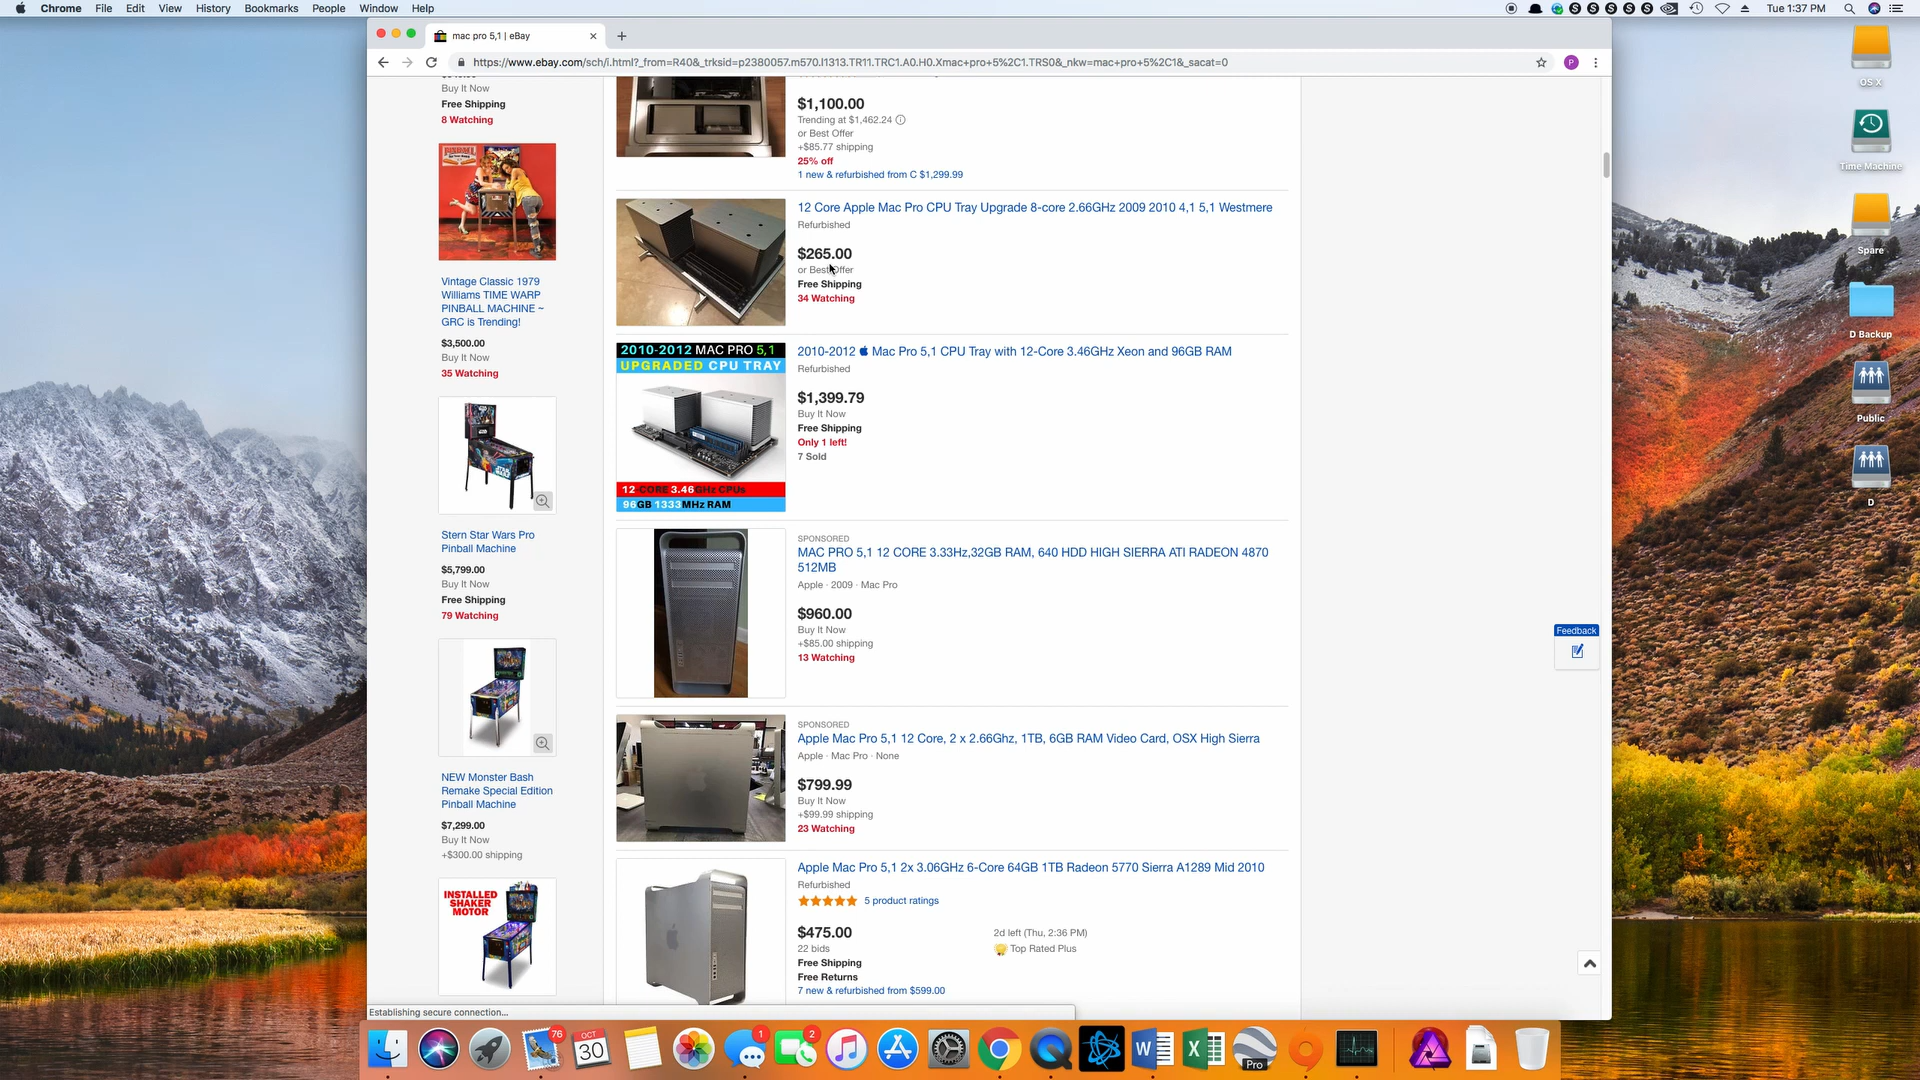 Chrome File Edit View History Bookmarks People Window Help
Tue 1:37 PM
mac pro 5,1 | eBay
https://www.ebay.com/sch/i.html?_from=R40&_trksid=p2380057.m570.l1313.TR11.TRC1.A0.H0.Xmac+pro+5%2C1.TRS0&_nkw=mac+pro+5%2C1&_sacat=0
P
Buy It Now
Free Shipping
8 Watching
PINBALL
Vintage Classic 1979
Williams TIME WARP
PINBALL MACHINE ~
GRC is Trending!
$3,500.00
Buy It Now
35 Watching
Stern Star Wars Pro
Pinball Machine
$5,799.00
Buy It Now
Free Shipping
79 Watching
NEW Monster Bash
Remake Special Edition
Pinball Machine
$7,299.00
Buy It Now
+$300.00 shipping
INSTALLED
SHAKER
MOTOR
$1,100.00
Trending at $1,462.24
or Best Offer
+$85.77 shipping
25% off
1 new & refurbished from C $1,299.99
12 Core Apple Mac Pro CPU Tray Upgrade 8-core 2.66GHz 2009 2010 4,1 5,1 Westmere
Refurbished
$265.00
or Best Offer
Free Shipping
34 Watching
2010-2012 MAC PRO 5,1
UPGRADED CPU TRAY
12-CORE 3.46GHz CPUs
96GB 1333MHz RAM
2010-2012 Mac Pro 5,1 CPU Tray with 12-Core 3.46GHz Xeon and 96GB RAM
Refurbished
$1,399.79
Buy It Now
Free Shipping
Only 1 left!
7 Sold
SPONSORED
MAC PRO 5,1 12 CORE 3.33Hz,32GB RAM, 640 HDD HIGH SIERRA ATI RADEON 4870
512MB
Apple · 2009 · Mac Pro
$960.00
Buy It Now
+$85.00 shipping
13 Watching
SPONSORED
Apple Mac Pro 5,1 12 Core, 2 x 2.66Ghz, 1TB, 6GB RAM Video Card, OSX High Sierra
Apple · Mac Pro · None
$799.99
Buy It Now
+$99.99 shipping
23 Watching
Apple Mac Pro 5,1 2x 3.06GHz 6-Core 64GB 1TB Radeon 5770 Sierra A1289 Mid 2010
Refurbished
5 product ratings
$475.00
22 bids
Free Shipping
Free Returns
7 new & refurbished from $599.00
2d left (Thu, 2:36 PM)
Top Rated Plus
Feedback
Establishing secure connection...
OS X
Time Machine
Spare
D Backup
Public
D
76
OCT
30
1
2
Pro